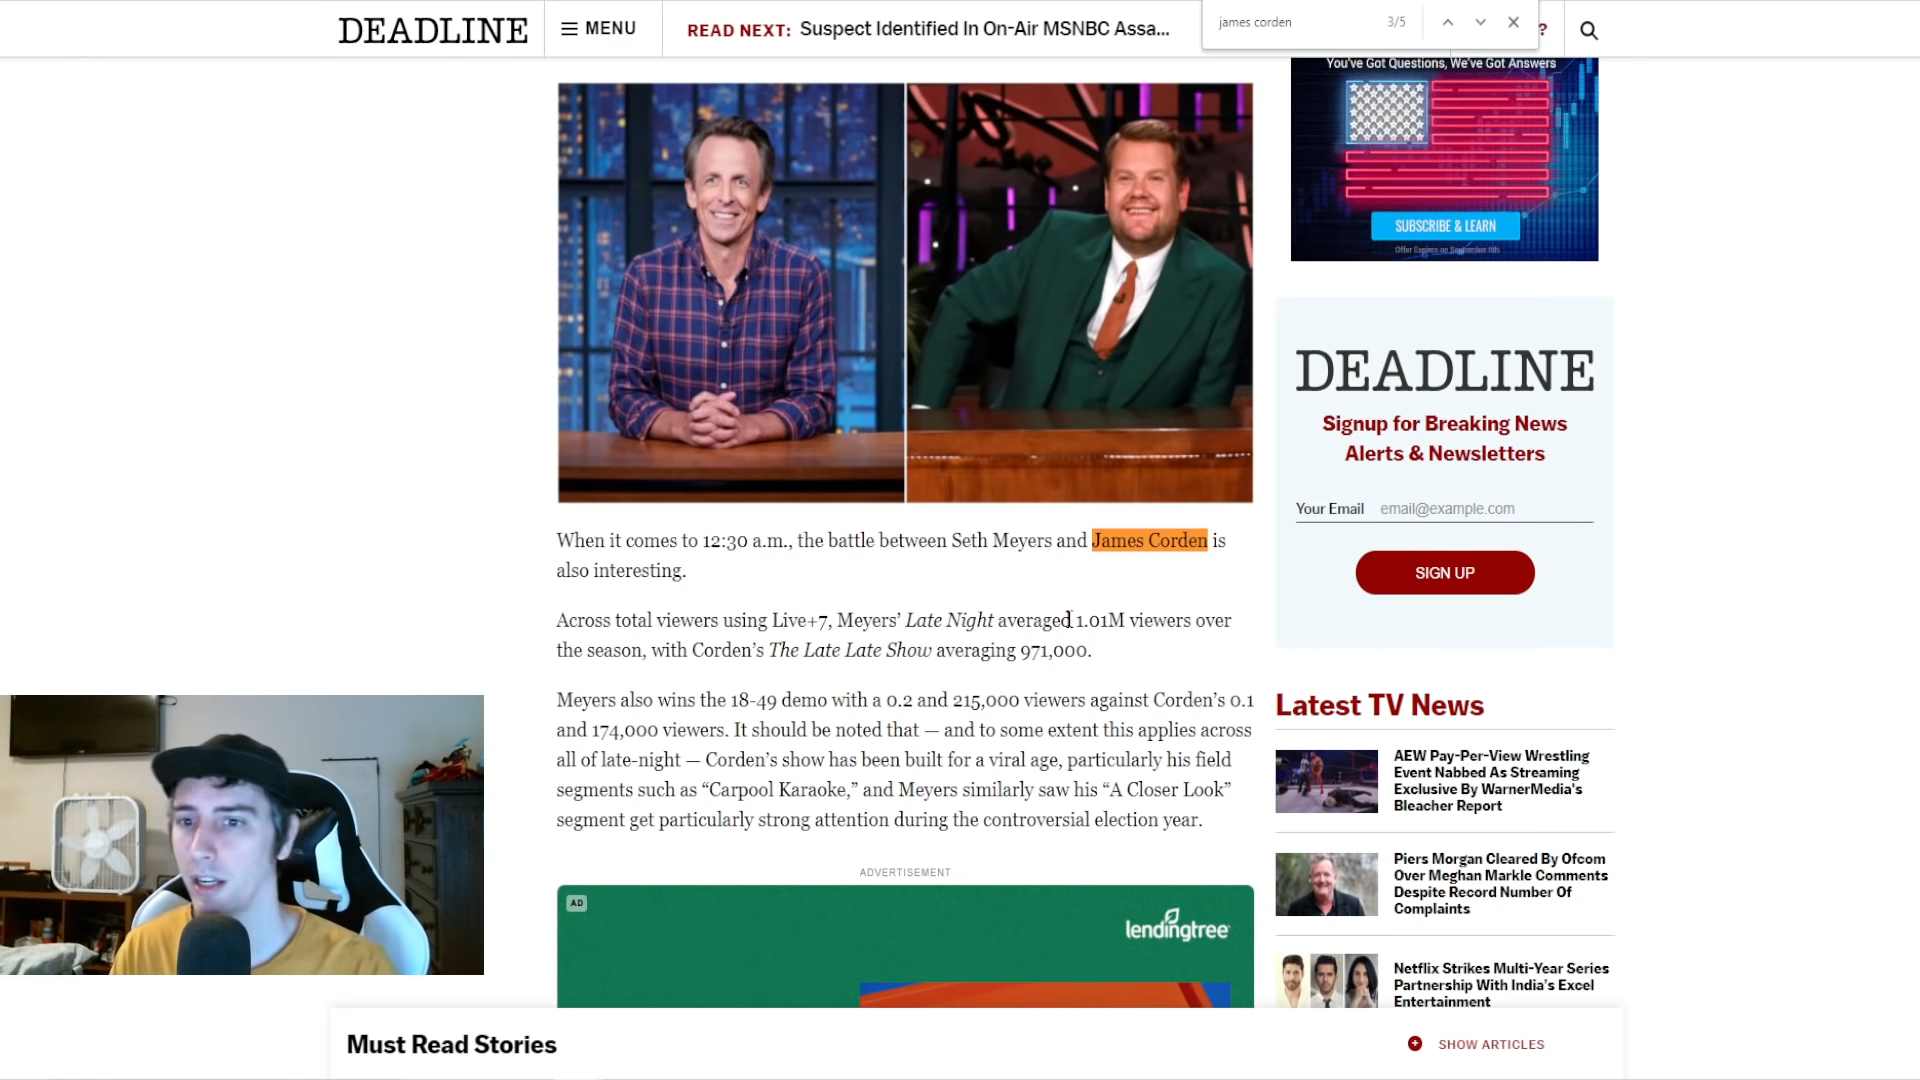 DEADLINE
MENU
READ NEXT: Suspect Identified In On-Air MSNBC Assa...
james corden 3/5
?
You've Got Questions, We've Got Answers
SUBSCRIBE & LEARN
Offer Expires on September 6th
When it comes to 12:30 a.m., the battle between Seth Meyers and James Corden is
also interesting.
Across total viewers using Live+7, Meyers’ Late Night averaged 1.01M viewers over
the season, with Corden’s The Late Late Show averaging 971,000.
Meyers also wins the 18-49 demo with a 0.2 and 215,000 viewers against Corden’s 0.1
and 174,000 viewers. It should be noted that — and to some extent this applies across
all of late-night — Corden’s show has been built for a viral age, particularly his field
segments such as “Carpool Karaoke,” and Meyers similarly saw his “A Closer Look”
segment get particularly strong attention during the controversial election year.
ADVERTISEMENT
AD
lendingtree
DEADLINE
Signup for Breaking News
Alerts & Newsletters
Your Email email@example.com
SIGN UP
Latest TV News
AEW Pay-Per-View Wrestling
Event Nabbed As Streaming
Exclusive By WarnerMedia's
Bleacher Report
Piers Morgan Cleared By Ofcom
Over Meghan Markle Comments
Despite Record Number Of
Complaints
Netflix Strikes Multi-Year Series
Partnership With India's Excel
Entertainment
Must Read Stories
SHOW ARTICLES